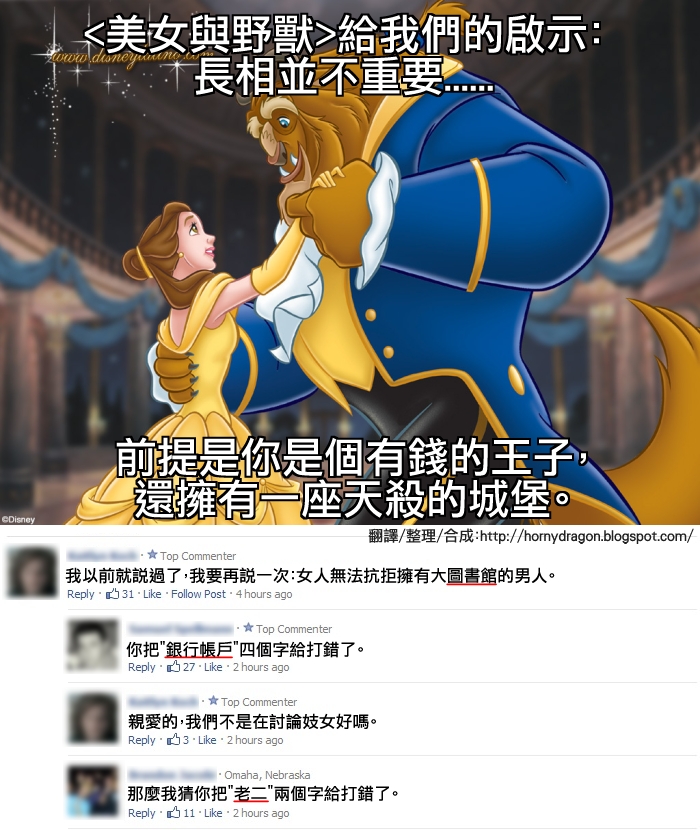 <美女與野獸>給我們的啟示:
www.disneylatino.com
長相並不重要......
前提是你是個有錢的王子,
還擁有一座天殺的城堡。
©Disney
翻譯/整理/合成:http://hornydragon.blogspot.com/
· ★ Top Commenter
我以前就説過了,我要再説一次:女人無法抗拒擁有大圖書館的男人。
Reply · 31 · Like · Follow Post · 4 hours ago
· ★ Top Commenter
你把"銀行帳戶"四個字給打錯了。
Reply · 27 · Like · 2 hours ago
· ★ Top Commenter
親愛的,我們不是在討論妓女好嗎。
Reply · 3 · Like · 2 hours ago
· Omaha, Nebraska
那麼我猜你把"老二"兩個字給打錯了。
Reply · 11 · Like · 2 hours ago